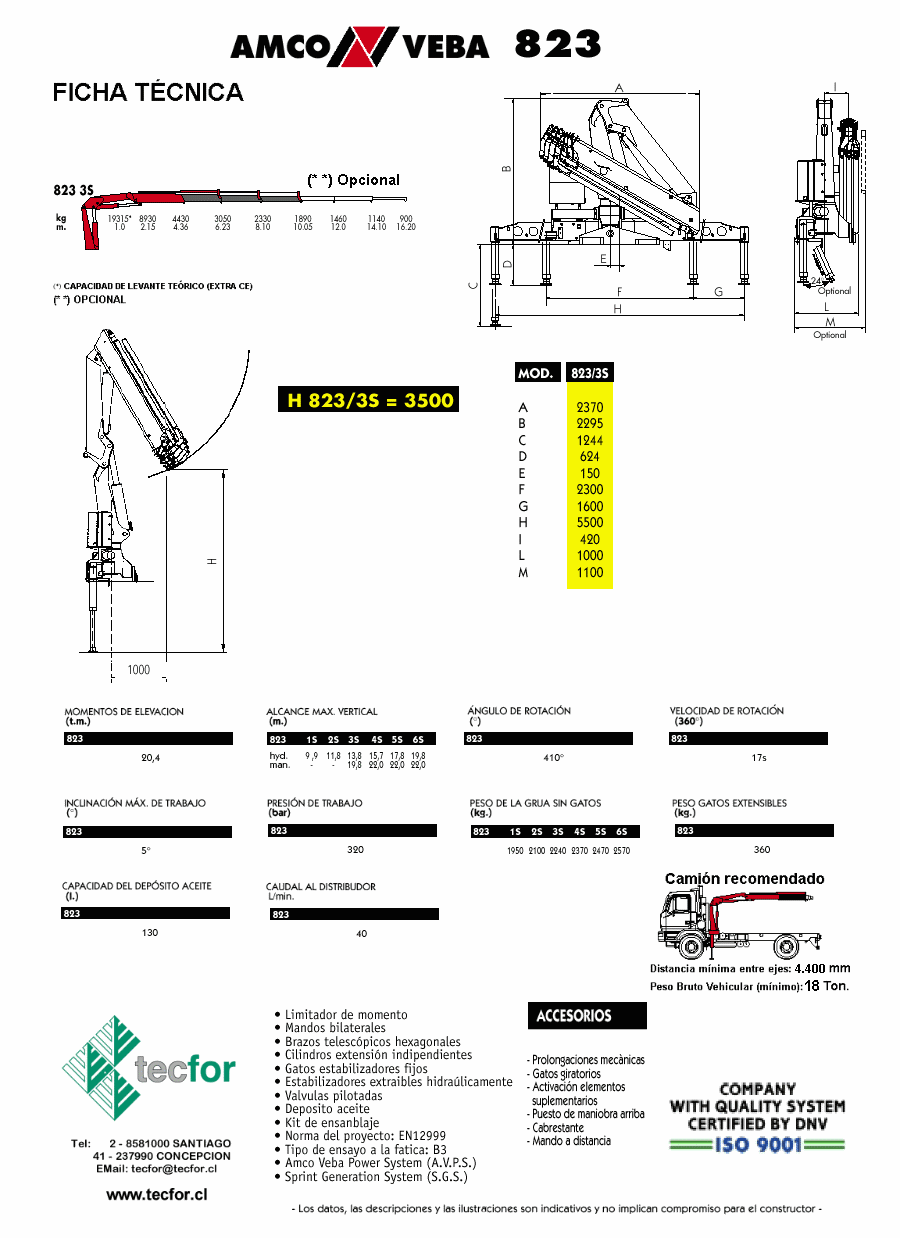 AMCO VEBA 823
FICHA TÉCNICA
823 3S
(* *) Opcional
kg 19315* 8930 4430 3050 2330 1890 1460 1140 900
m. 1.0 2.15 4.36 6.23 8.10 10.05 12.0 14.10 16.20
(*) CAPACIDAD DE LEVANTE TEÓRICO (EXTRA CE)
(* *) OPCIONAL
A
B
C
D
E
F
G
H
I
24°
Optional
L
M
Optional
H 823/3S = 3500
H
1000
MOD. 823/3S
A 2370
B 2295
C 1244
D 624
E 150
F 2300
G 1600
H 5500
I 420
L 1000
M 1100
MOMENTOS DE ELEVACION
(t.m.)
823
20,4
ALCANCE MAX. VERTICAL
(m.)
823 1S 2S 3S 4S 5S 6S
hyd. 9,9 11,8 13,8 15,7 17,8 19,8
man. - - 19,8 22,0 22,0 22,0
ÁNGULO DE ROTACIÓN
(°)
823
410°
VELOCIDAD DE ROTACIÓN
(360°)
823
17s
INCLINACIÓN MÁX. DE TRABAJO
(°)
823
5°
PRESIÓN DE TRABAJO
(bar)
823
320
PESO DE LA GRUA SIN GATOS
(kg.)
823 1S 2S 3S 4S 5S 6S
1950 2100 2240 2370 2470 2570
PESO GATOS EXTENSIBLES
(kg.)
823
360
CAPACIDAD DEL DEPÓSITO ACEITE
(l.)
823
130
CAUDAL AL DISTRIBUDOR
L/min.
823
40
Camión recomendado
Distancia mínima entre ejes: 4.400 mm
Peso Bruto Vehicular (mínimo): 18 Ton.
tecfor
Tel: 2 - 8581000 SANTIAGO
41 - 237990 CONCEPCION
EMail: tecfor@tecfor.cl
www.tecfor.cl
• Limitador de momento
• Mandos bilaterales
• Brazos telescópicos hexagonales
• Cilindros extensión indipendientes
• Gatos estabilizadores fijos
• Estabilizadores extraibles hidraúlicamente
• Valvulas pilotadas
• Deposito aceite
• Kit de ensanblaje
• Norma del proyecto: EN12999
• Tipo de ensayo a la fatica: B3
• Amco Veba Power System (A.V.P.S.)
• Sprint Generation System (S.G.S.)
ACCESORIOS
- Prolongaciones mecànicas
- Gatos giratorios
- Activación elementos
suplementarios
- Puesto de maniobra arriba
- Cabrestante
- Mando a distancia
COMPANY
WITH QUALITY SYSTEM
CERTIFIED BY DNV
ISO 9001
- Los datos, las descripciones y las ilustraciones son indicativos y no implican compromiso para el constructor -